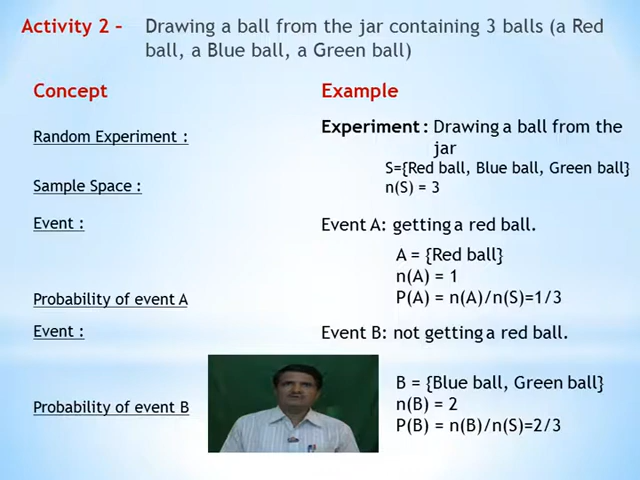 Activity 2 – Drawing a ball from the jar containing 3 balls (a Red
ball, a Blue ball, a Green ball)
Concept Example
Random Experiment : Experiment : Drawing a ball from the
jar
S={Red ball, Blue ball, Green ball}
Sample Space : n(S) = 3
Event : Event A: getting a red ball.
A = {Red ball}
n(A) = 1
Probability of event A P(A) = n(A)/n(S)=1/3
Event : Event B: not getting a red ball.
B = {Blue ball, Green ball}
Probability of event B n(B) = 2
P(B) = n(B)/n(S)=2/3